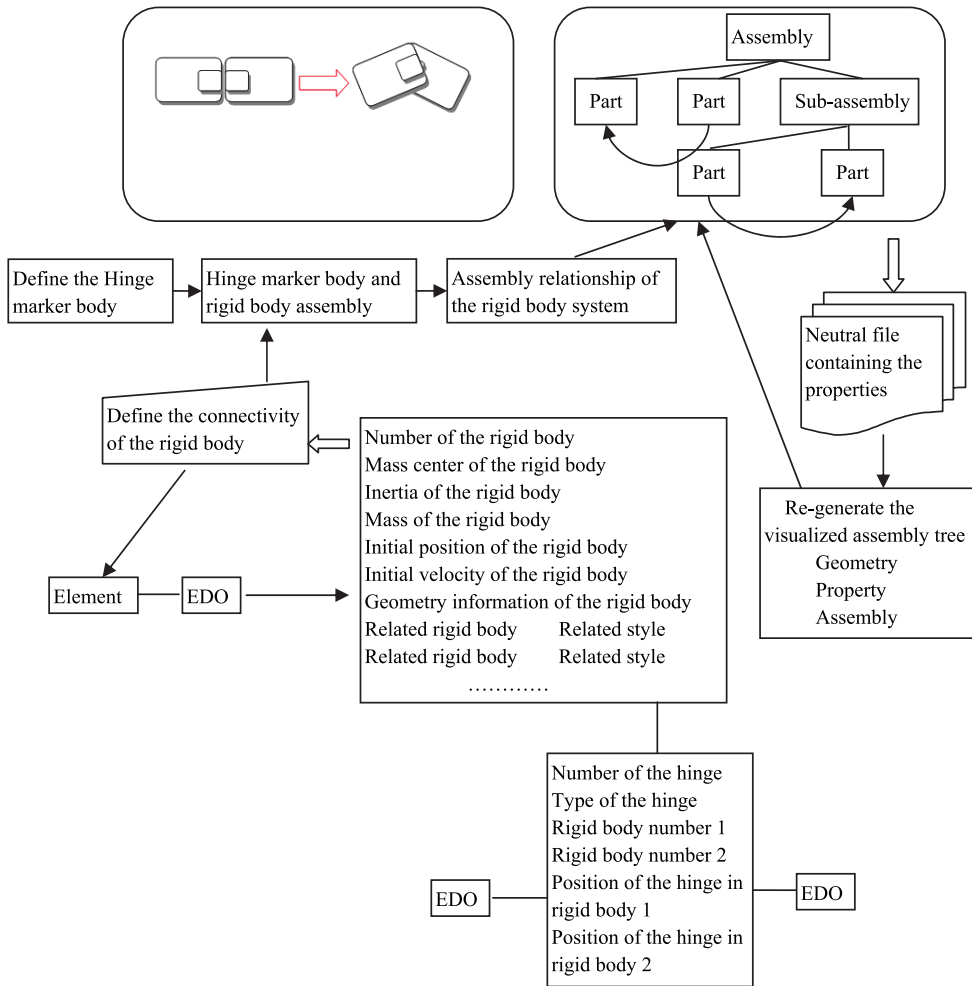 Assembly
Part
Part
Sub-assembly
Part
Part
Define the Hinge
marker body
Hinge marker body and
rigid body assembly
Assembly relationship of
the rigid body system
Neutral file
containing the
properties
Define the connectivity
of the rigid body
Number of the rigid body
Mass center of the rigid body
Inertia of the rigid body
Mass of the rigid body
Initial position of the rigid body
Initial velocity of the rigid body
Geometry information of the rigid body
Related rigid body Related style
Related rigid body Related style
............
Re-generate the
visualized assembly tree
Geometry
Property
Assembly
Element
EDO
Number of the hinge
Type of the hinge
Rigid body number 1
Rigid body number 2
Position of the hinge in
rigid body 1
Position of the hinge in
rigid body 2
EDO
EDO